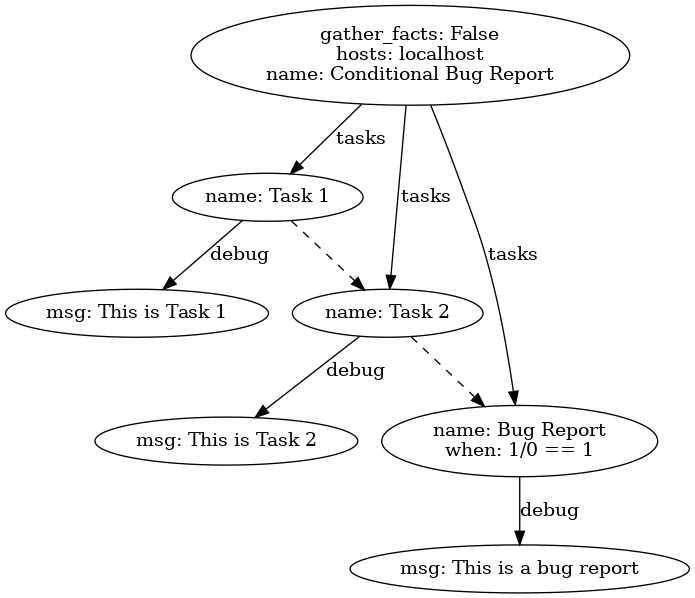 gather_facts: False
hosts: localhost
name: Conditional Bug Report
tasks
name: Task 1
tasks
debug
tasks
msg: This is Task 1
name: Task 2
debug
msg: This is Task 2
name: Bug Report
when: 1/0 == 1
debug
msg: This is a bug report